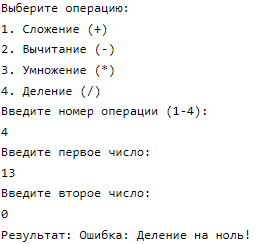 Выберите операцию:
1. Сложение (+)
2. Вычитание (-)
3. Умножение (*)
4. Деление (/)
Введите номер операции (1-4):
4
Введите первое число:
13
Введите второе число:
0
Результат: Ошибка: Деление на ноль!